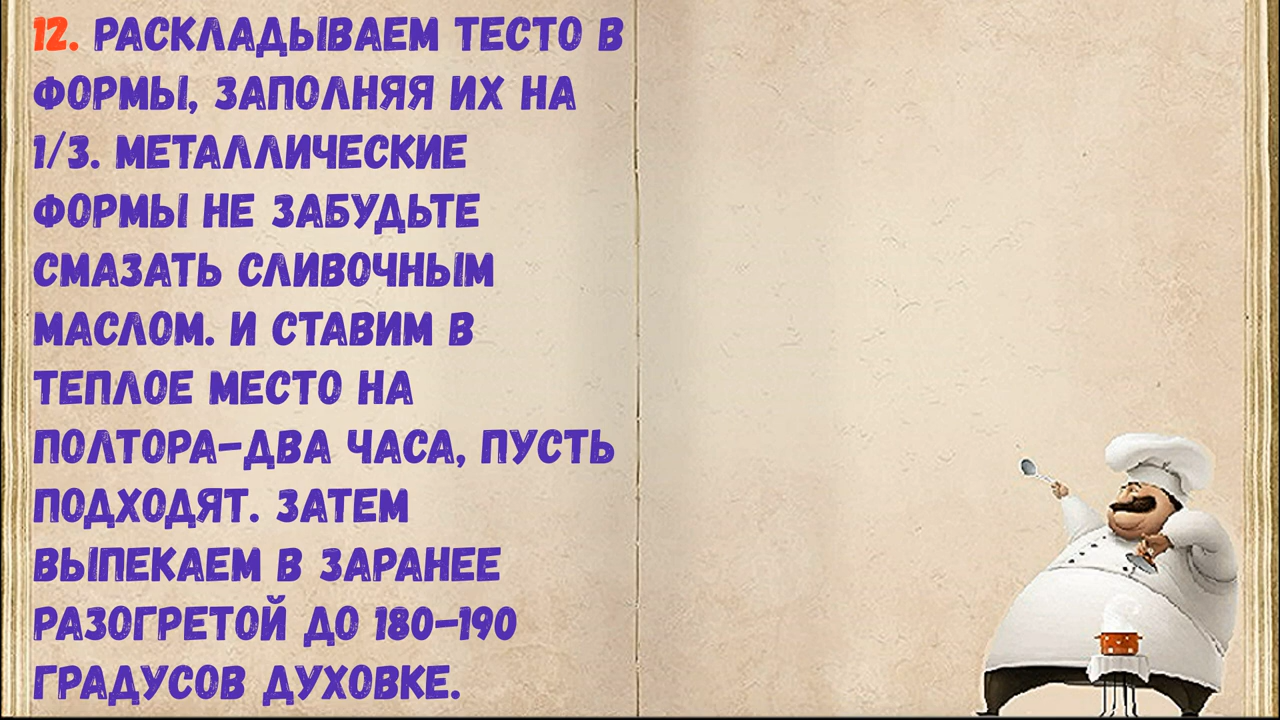 12. РАСКЛАДЫВАЕМ ТЕСТО В
ФОРМЫ, ЗАПОЛНЯЯ ИХ НА
1/3. МЕТАЛЛИЧЕСКИЕ
ФОРМЫ НЕ ЗАБУДЬТЕ
СМАЗАТЬ СЛИВОЧНЫМ
МАСЛОМ. И СТАВИМ В
ТЕПЛОЕ МЕСТО НА
ПОЛТОРА-ДВА ЧАСА, ПУСТЬ
ПОДХОДЯТ. ЗАТЕМ
ВЫПЕКАЕМ В ЗАРАНЕЕ
РАЗОГРЕТОЙ ДО 180-190
ГРАДУСОВ ДУХОВКЕ.